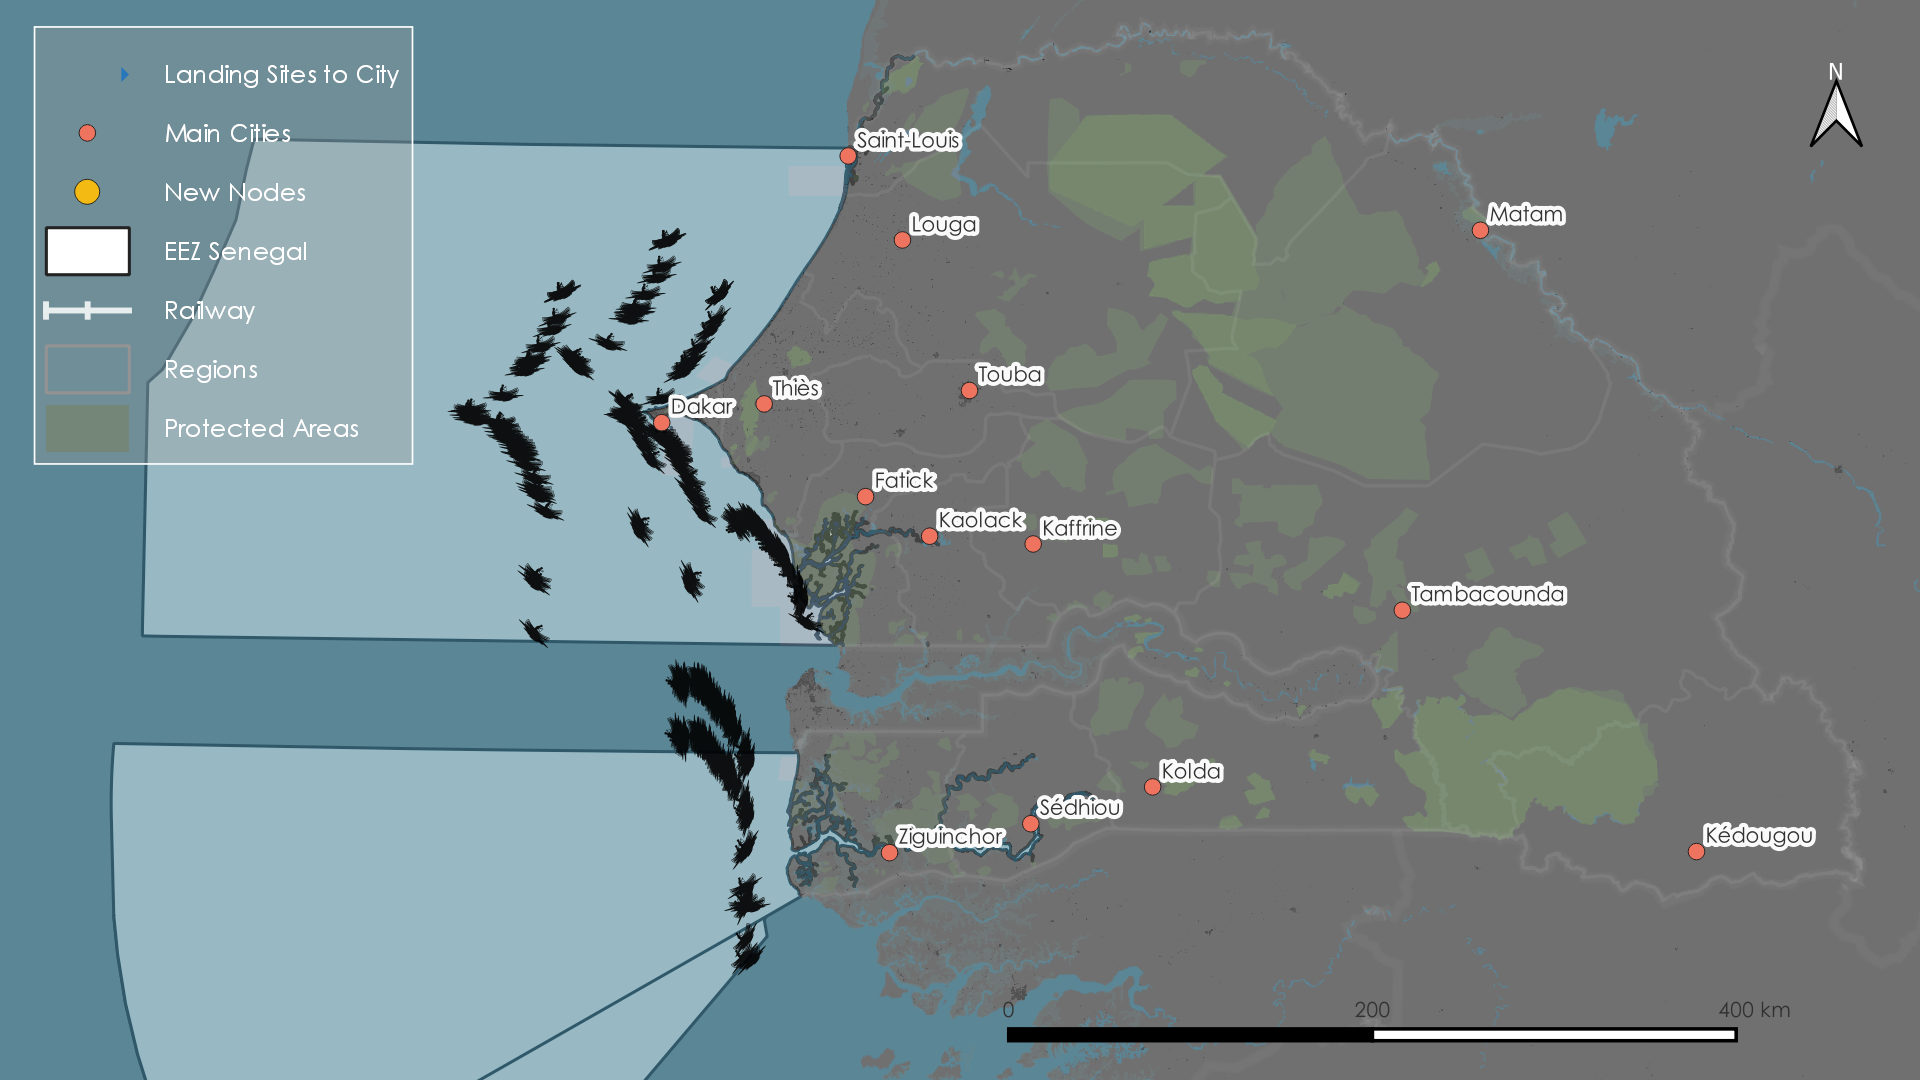 Landing Sites to City
Main Cities
New Nodes
EEZ Senegal
Railway
Regions
Protected Areas
N
Saint-Louis
Louga
Matam
Touba
Thiès
Dakar
Fatick
Kaolack
Kaffrine
Tambacounda
Kolda
Sédhiou
Ziguinchor
Kédougou
0 200 400 km